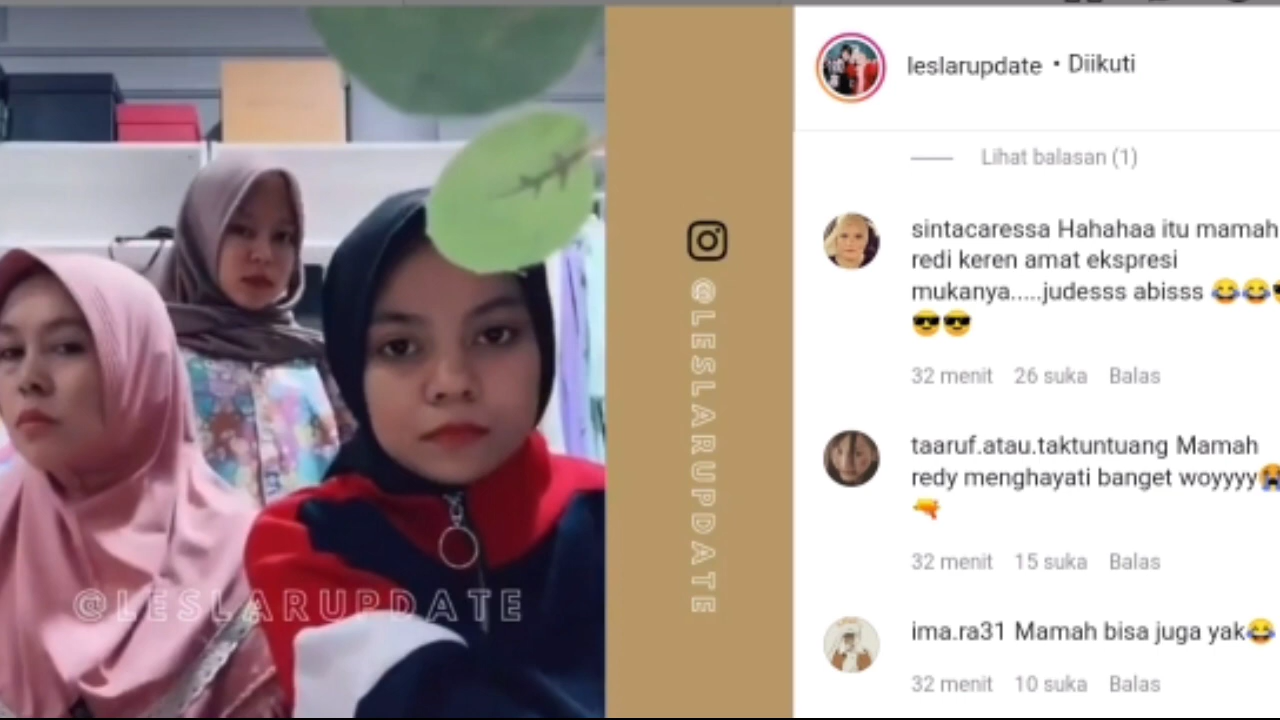 leslarupdate • Diikuti
Lihat balasan (1)
sintacaressa Hahahaa itu mamah
redi keren amat ekspresi
mukanya.....judesss abisss 😂😂😎
😎😎
32 menit 26 suka Balas
taaruf.atau.taktuntuang Mamah
redy menghayati banget woyyyy😭
🔫
32 menit 15 suka Balas
ima.ra31 Mamah bisa juga yak😂
32 menit 10 suka Balas
@LESLARUPDATE
@LESLARUPDATE